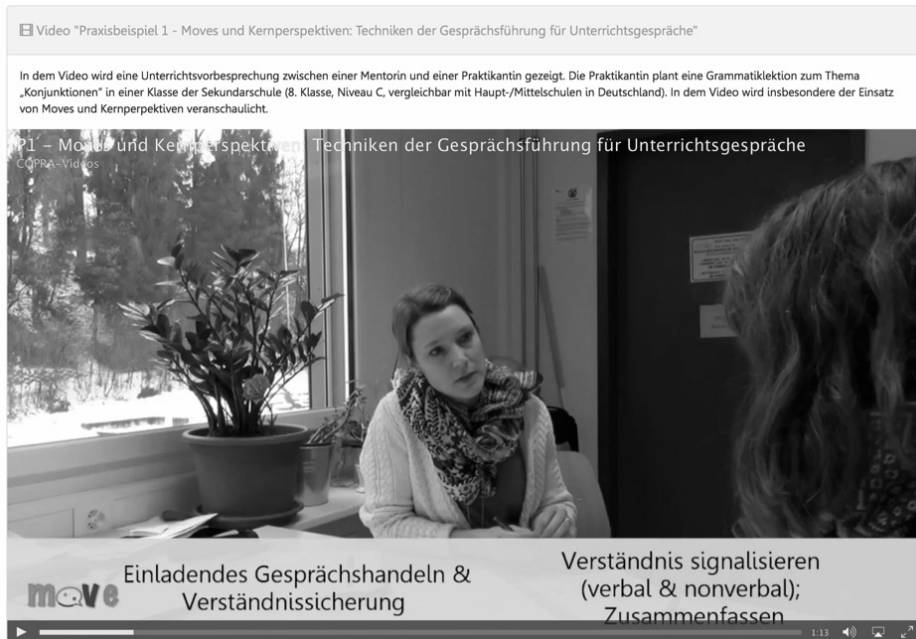 Video "Praxisbeispiel 1 - Moves und Kernperspektiven: Techniken der Gesprächsführung für Unterrichtsgespräche"
In dem Video wird eine Unterrichtsvorbesprechung zwischen einer Mentorin und einer Praktikantin gezeigt. Die Praktikantin plant eine Grammatiklektion zum Thema
„Konjunktionen“ in einer Klasse der Sekundarschule (8. Klasse, Niveau C, vergleichbar mit Haupt-/Mittelschulen in Deutschland). In dem Video wird insbesondere der Einsatz
von Moves und Kernperpektiven veranschaulicht.
P1 – Moves und Kernperspektiven: Techniken der Gesprächsführung für Unterrichtsgespräche
COPRA-Videos
move
Einladendes Gesprächshandeln &
Verständnissicherung
Verständnis signalisieren
(verbal & nonverbal);
Zusammenfassen
1:13